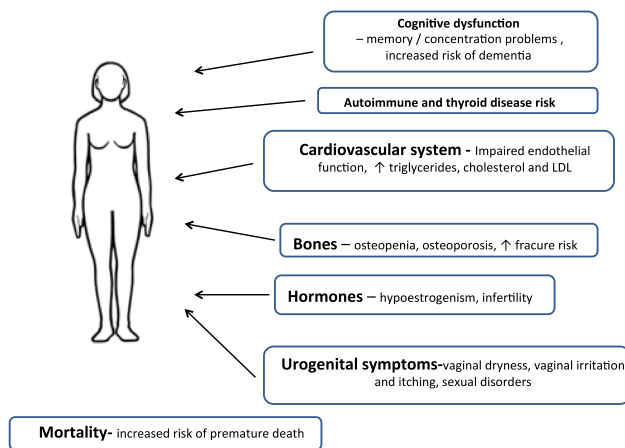 Cognitive dysfunction
– memory / concentration problems ,
increased risk of dementia
Autoimmune and thyroid disease risk
Cardiovascular system - Impaired endothelial
function, ↑ triglycerides, cholesterol and LDL
Bones – osteopenia, osteoporosis, ↑ fracure risk
Hormones – hypoestrogenism, infertility
Urogenital symptoms-vaginal dryness, vaginal irritation
and itching, sexual disorders
Mortality- increased risk of premature death